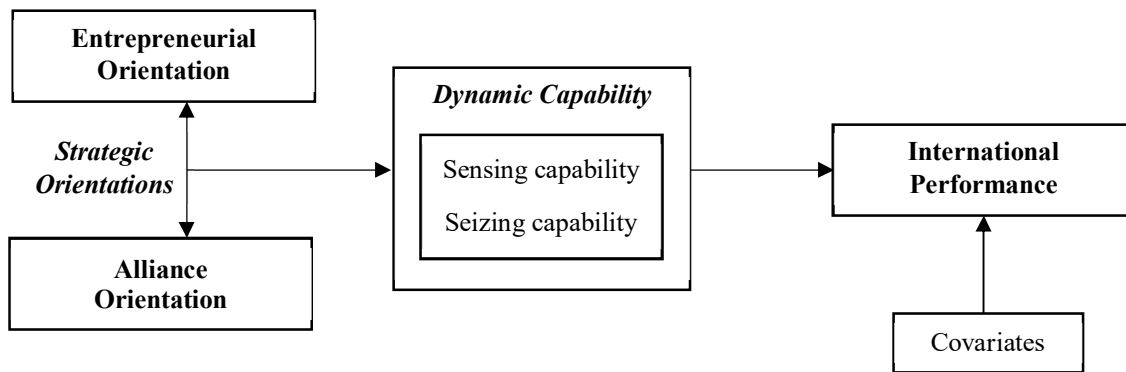 Entrepreneurial
Orientation
Strategic
Orientations
Alliance
Orientation
Dynamic Capability
Sensing capability
Seizing capability
International
Performance
Covariates